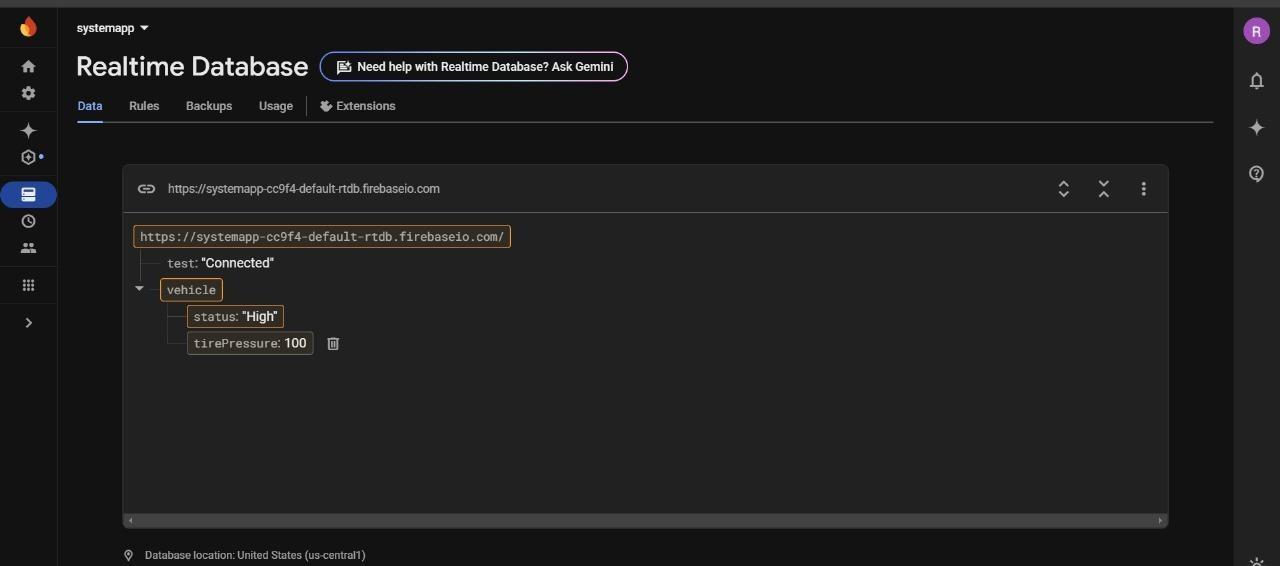 systemapp
R
Realtime Database
Need help with Realtime Database? Ask Gemini
Data Rules Backups Usage Extensions
https://systemapp-cc9f4-default-rtdb.firebaseio.com
https://systemapp-cc9f4-default-rtdb.firebaseio.com/
test: "Connected"
vehicle
status: "High"
tirePressure: 100
Database location: United States (us-central1)